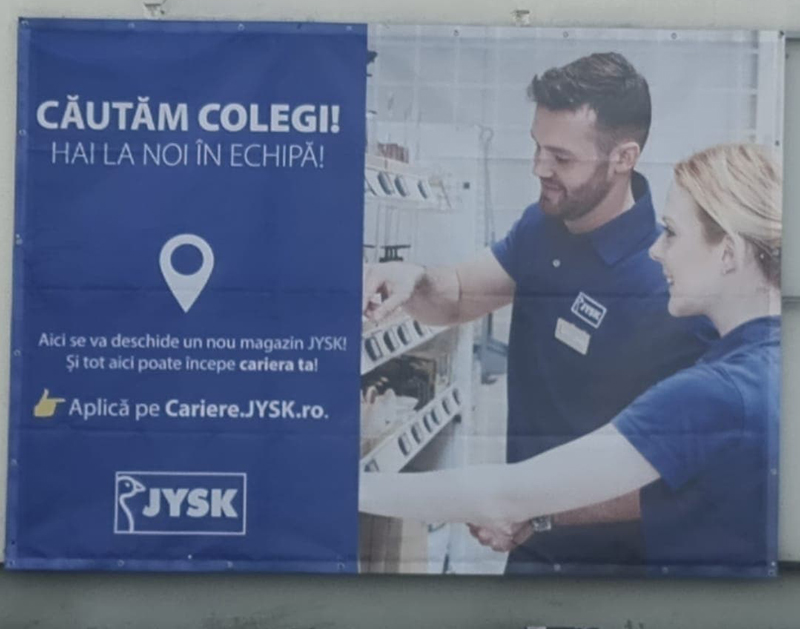 CĂUTĂM COLEGI!
HAI LA NOI ÎN ECHIPĂ!
Aici se va deschide un nou magazin JYSK!
Și tot aici poate începe cariera ta!
Aplică pe Cariere.JYSK.ro.
JYSK
JYSK